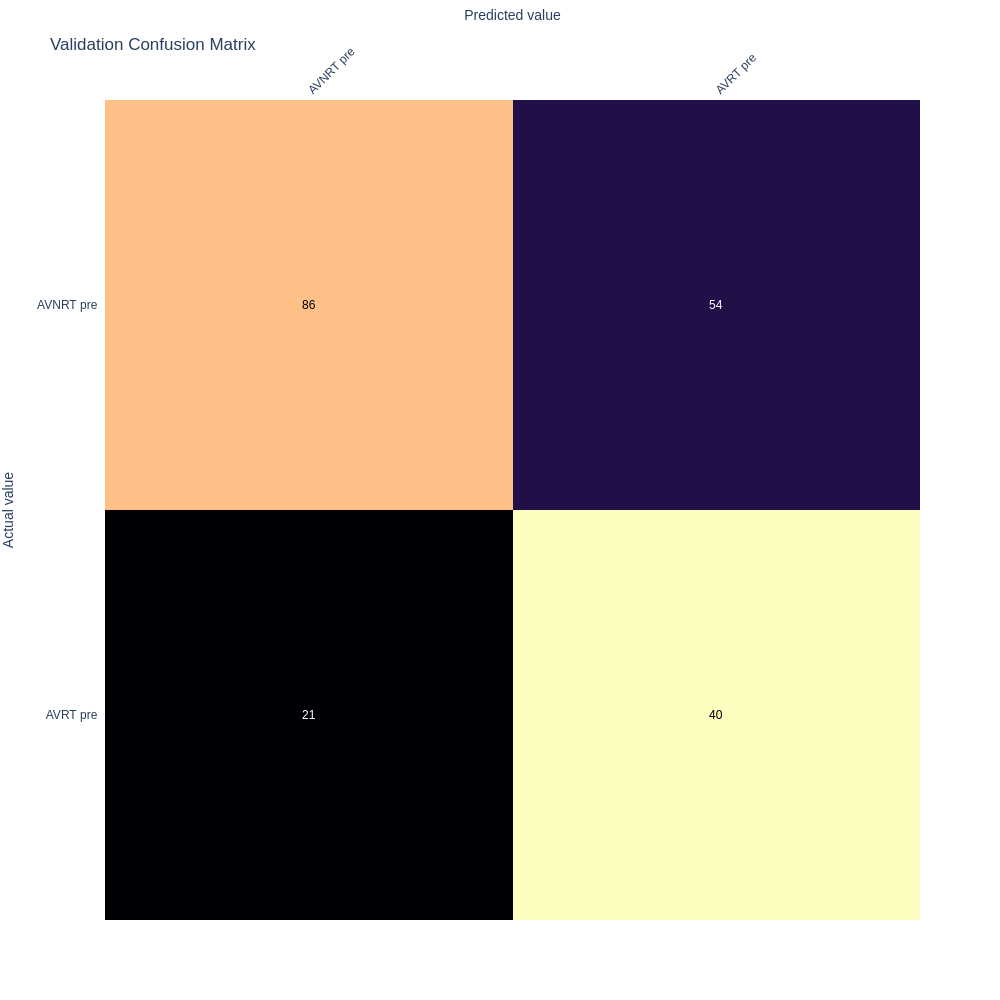 Predicted value
Validation Confusion Matrix
AVNRT pre
AVRT pre
AVNRT pre
86
54
Actual value
AVRT pre
21
40